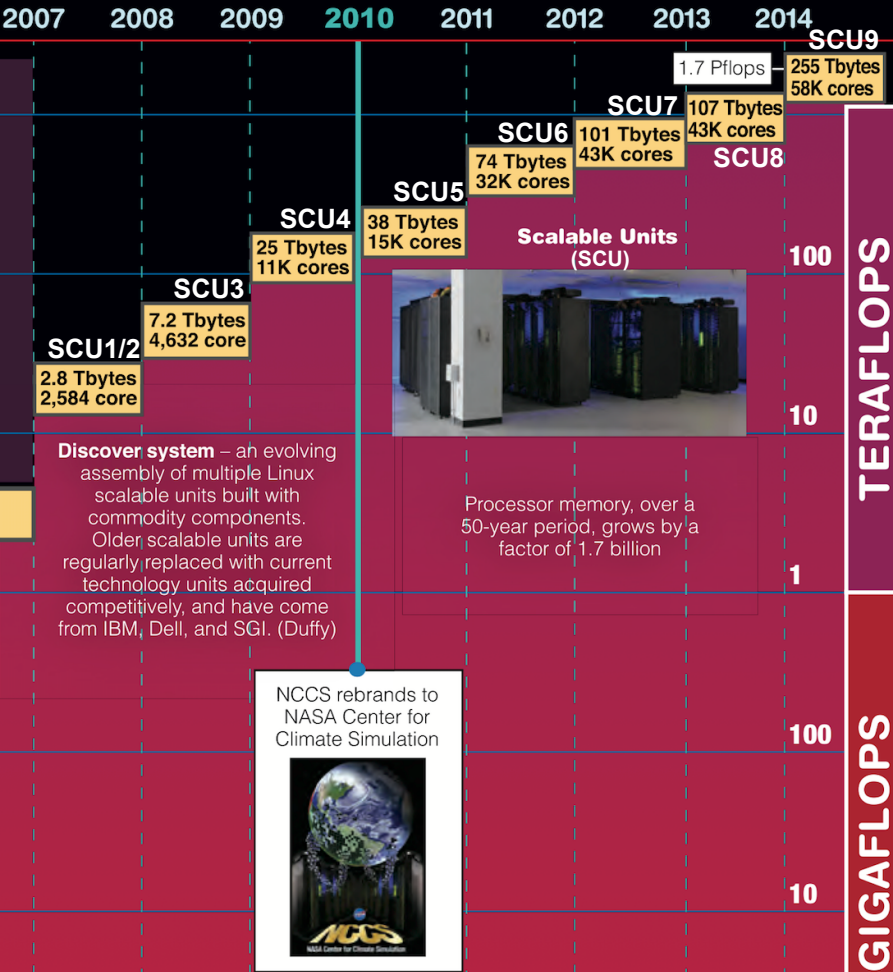 2007 2008 2009 2010 2011 2012 2013 2014
SCU9
255 Tbytes
58K cores
1.7 Pflops
SCU7
107 Tbytes
43K cores
SCU8
SCU6
101 Tbytes
43K cores
74 Tbytes
32K cores
SCU5
38 Tbytes
15K cores
SCU4
25 Tbytes
11K cores
SCU3
7.2 Tbytes
4,632 core
SCU1/2
2.8 Tbytes
2,584 core
Scalable Units
(SCU)
Discover system – an evolving
assembly of multiple Linux
scalable units built with
commodity components.
Older scalable units are
regularly replaced with current
technology units acquired
competitively, and have come
from IBM, Dell, and SGI. (Duffy)
Processor memory, over a
50-year period, grows by a
factor of 1.7 billion
NCCS rebrands to
NASA Center for
Climate Simulation
NCCS
NASA Center for Climate Simulation
100
10
1
100
10
TERAFLOPS
GIGAFLOPS